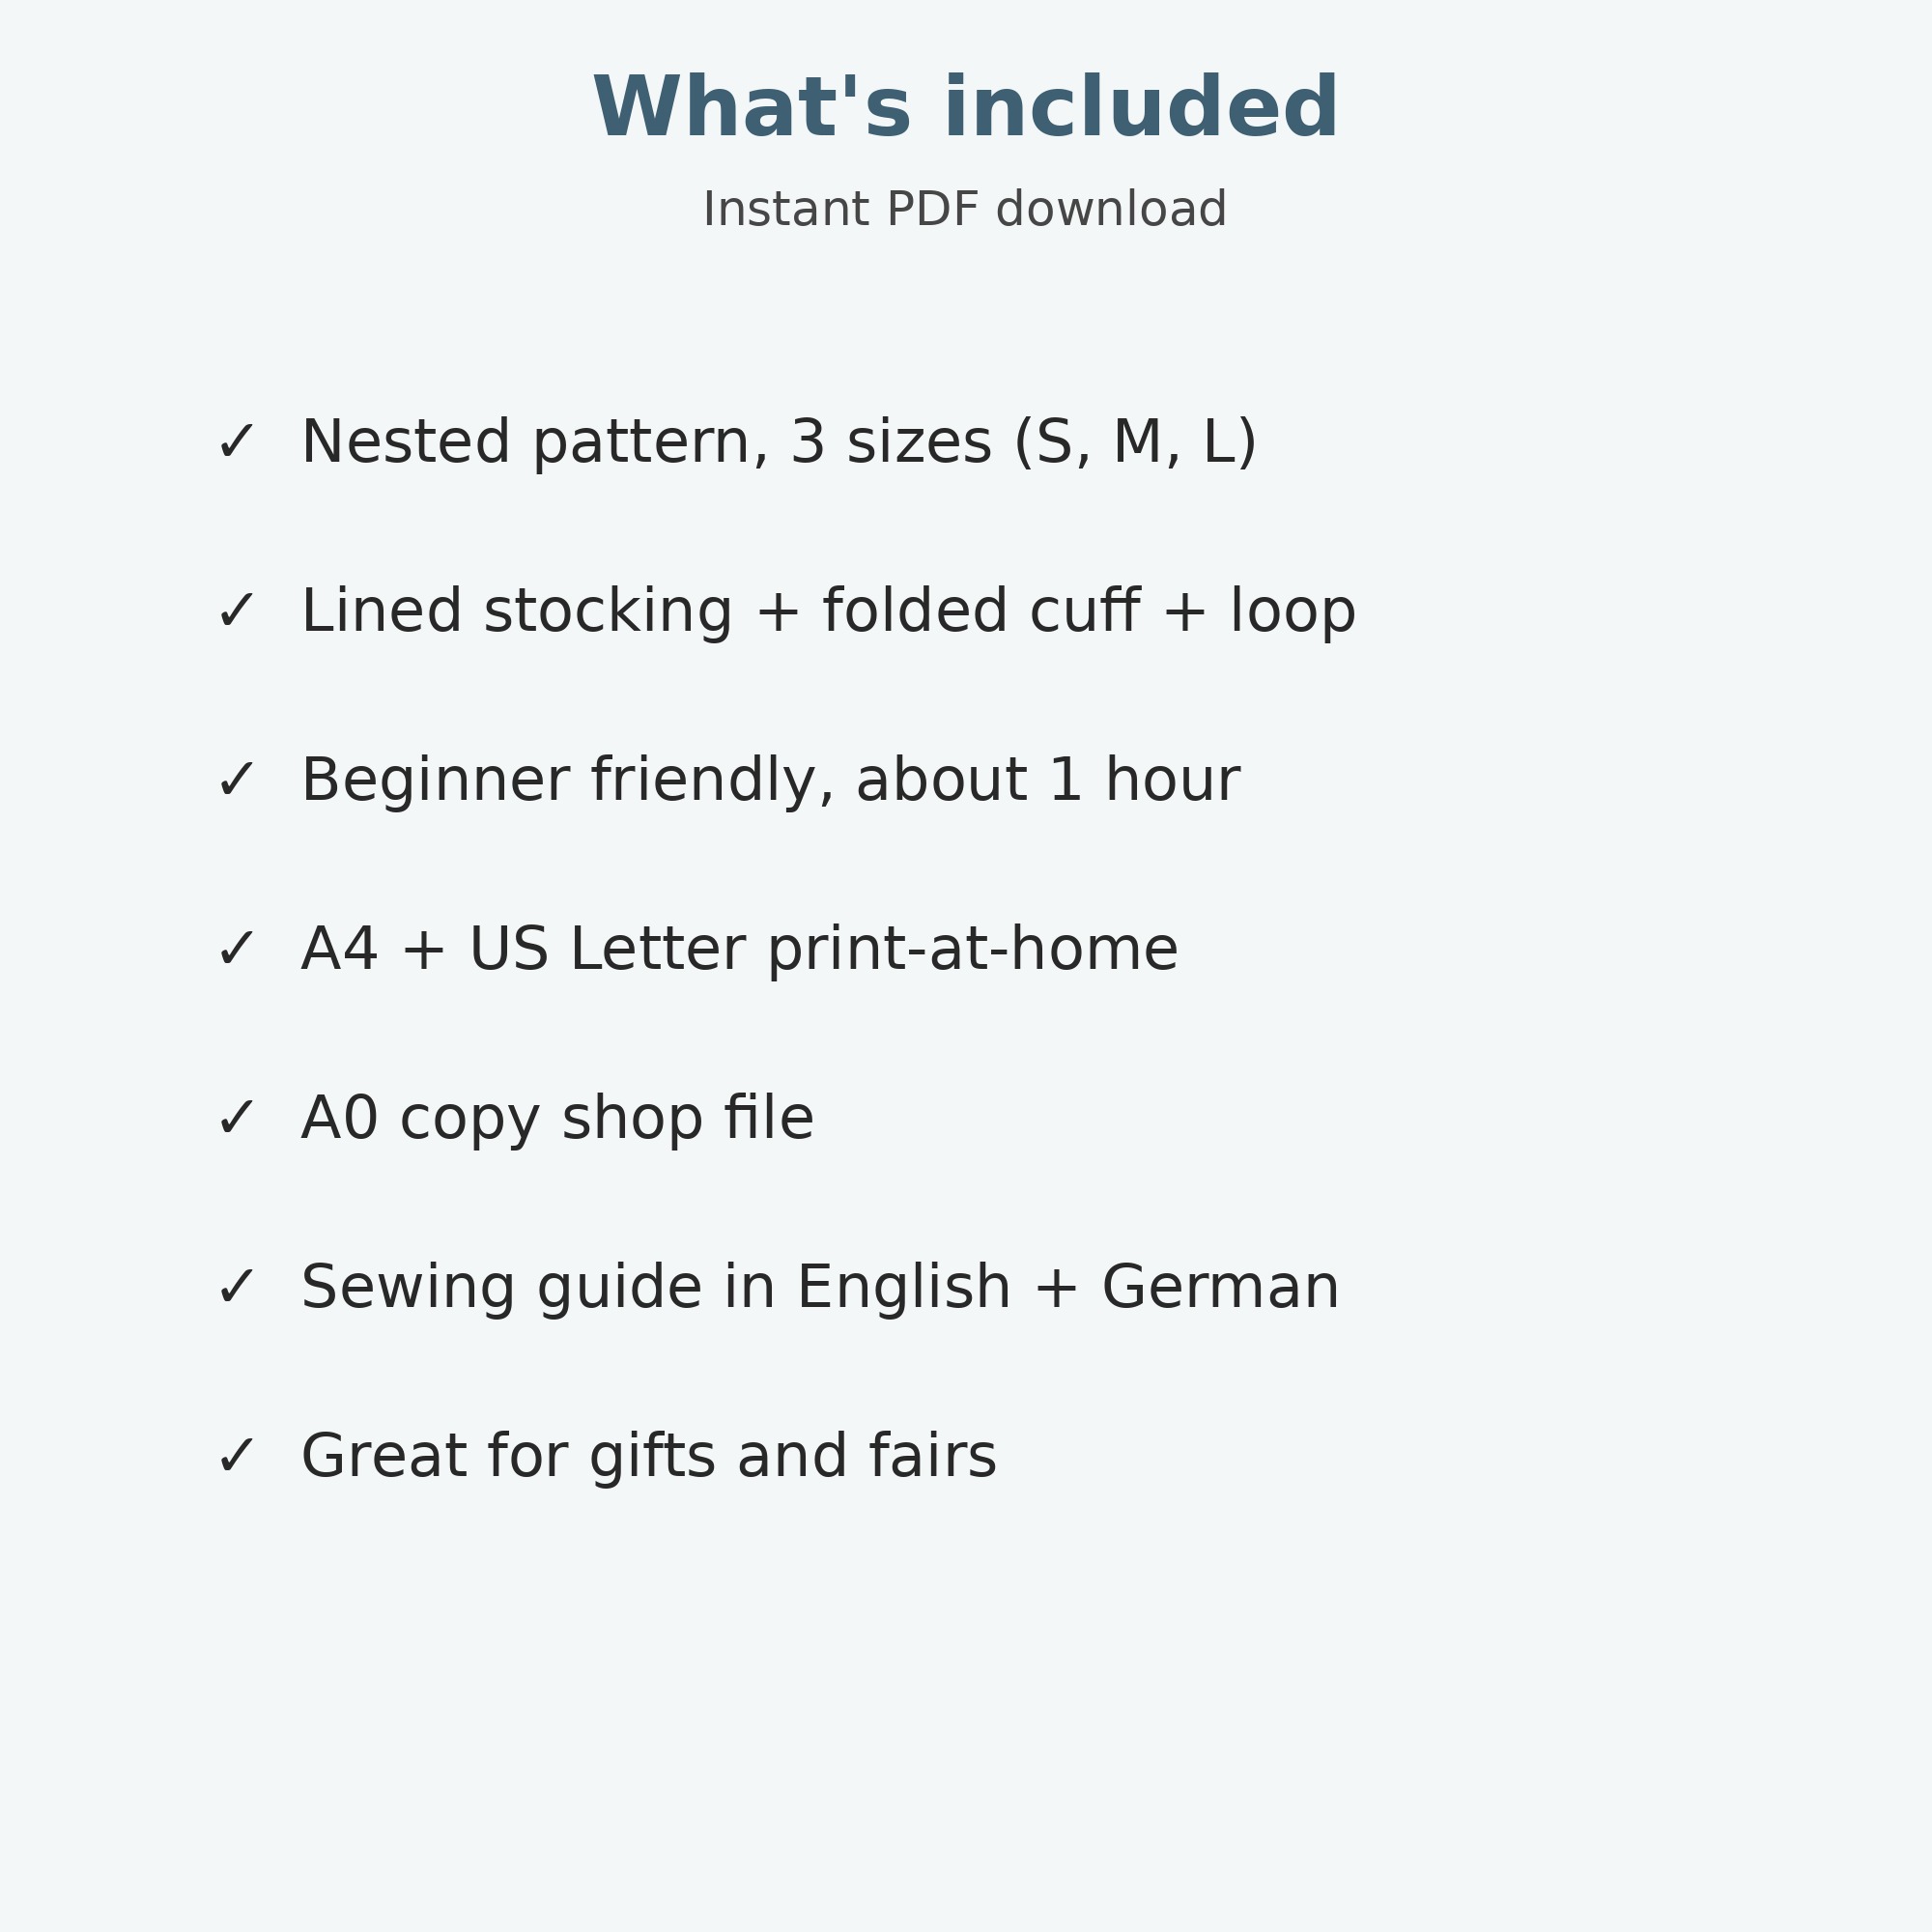 What's included
Instant PDF download
✓ Nested pattern, 3 sizes (S, M, L)
✓ Lined stocking + folded cuff + loop
✓ Beginner friendly, about 1 hour
✓ A4 + US Letter print-at-home
✓ A0 copy shop file
✓ Sewing guide in English + German
✓ Great for gifts and fairs